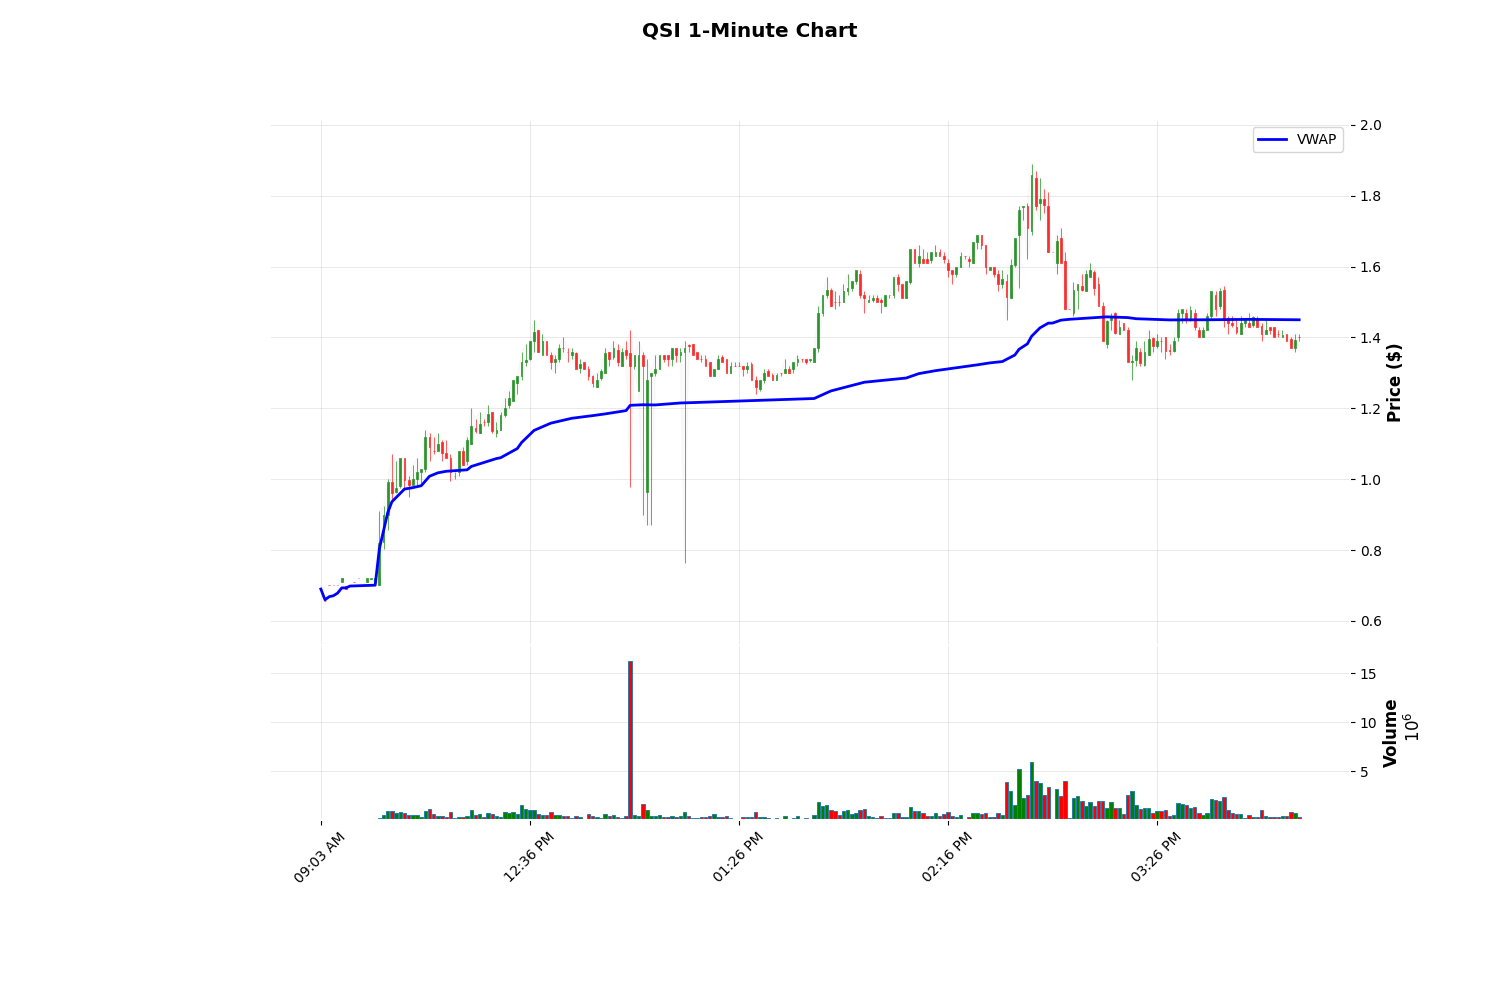 QSI 1-Minute Chart
VWAP
2.0
1.8
1.6
1.4
1.2
1.0
0.8
0.6
Price ($)
15
10
5
Volume
10^6
09:03 AM
12:36 PM
01:26 PM
02:16 PM
03:26 PM